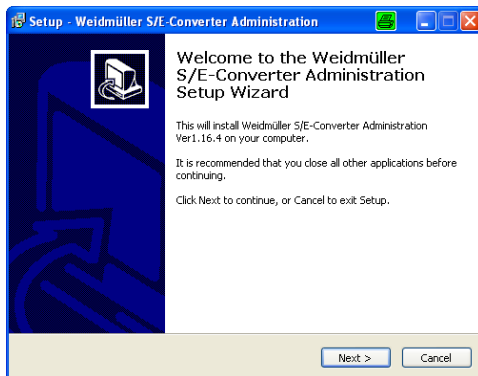 Setup - Weidmüller S/E-Converter Administration
Welcome to the Weidmüller
S/E-Converter Administration
Setup Wizard
This will install Weidmüller S/E-Converter Administration
Ver1.16.4 on your computer.
It is recommended that you close all other applications before
continuing.
Click Next to continue, or Cancel to exit Setup.
Next >
Cancel